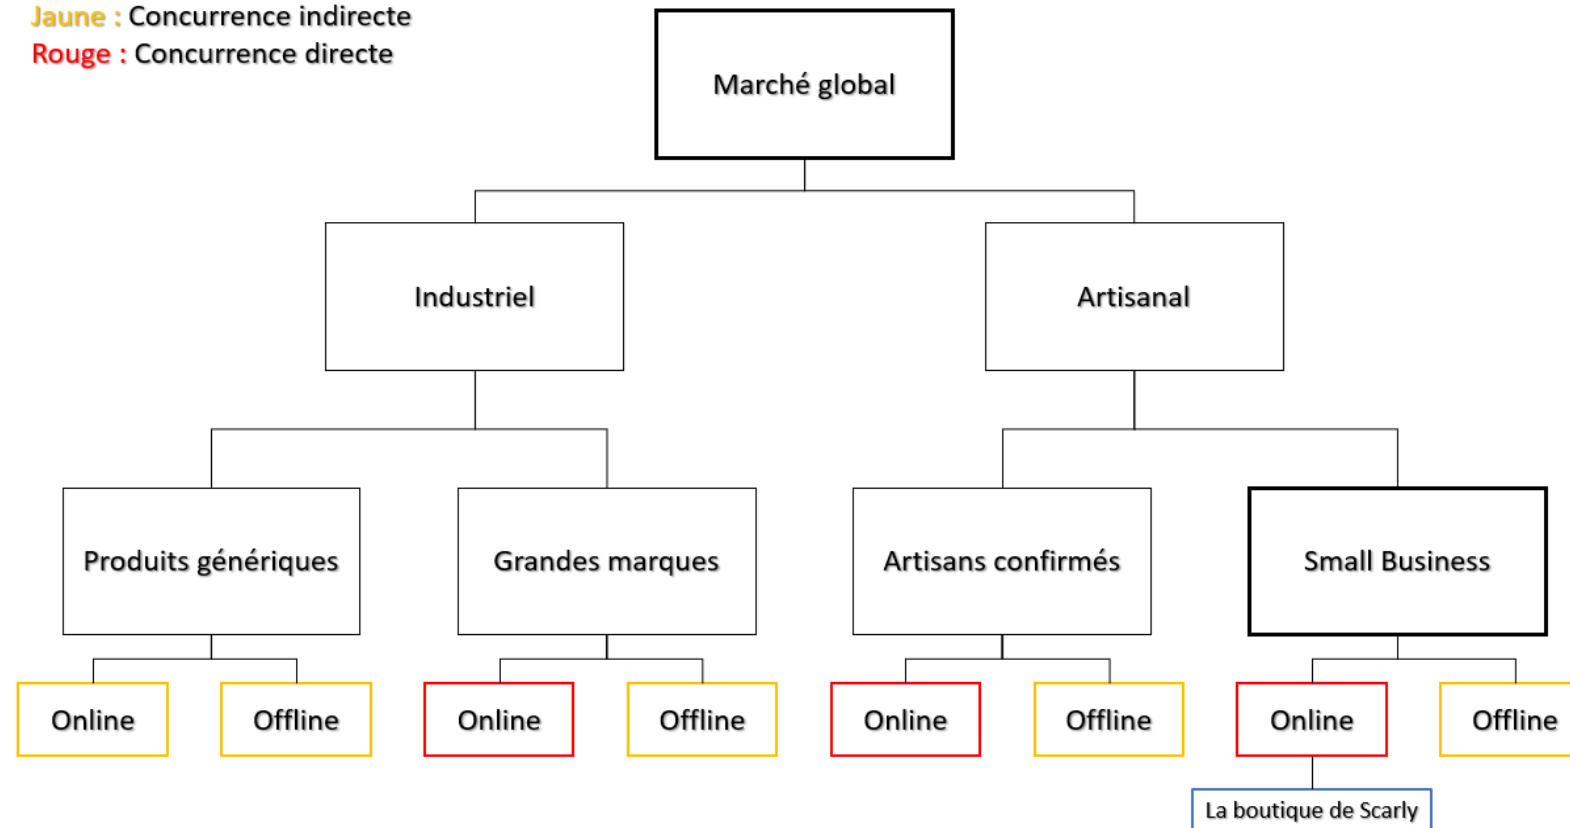 Jaune : Concurrence indirecte
Rouge : Concurrence directe
Marché global
Industriel
Artisanal
Produits génériques
Grandes marques
Artisans confirmés
Small Business
Online
Offline
Online
Offline
Online
Offline
Online
Offline
La boutique de Scarly